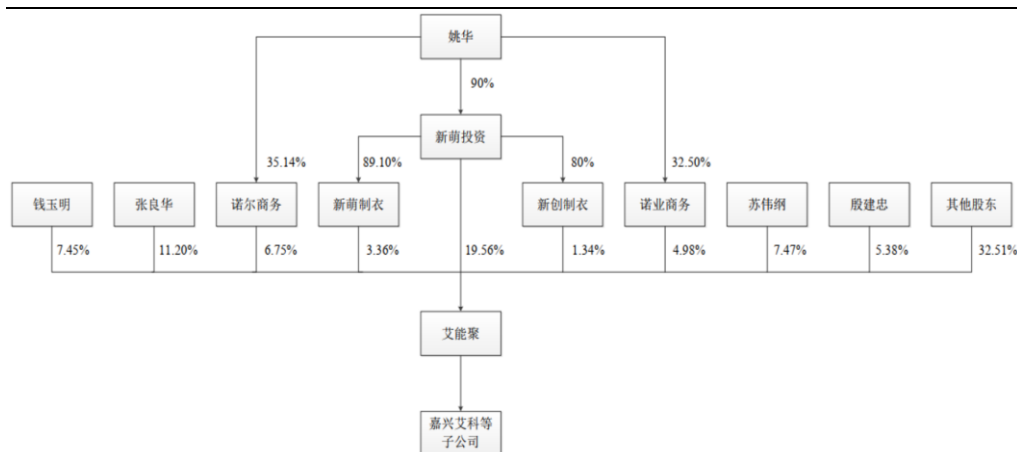 姚华
90%
新萌投资
35.14%
89.10%
80%
32.50%
钱玉明
张良华
诺尔商务
新萌制衣
新创制衣
诺业商务
苏伟纲
殷建忠
其他股东
7.45%
11.20%
6.75%
3.36%
19.56%
1.34%
4.98%
7.47%
5.38%
32.51%
艾能聚
嘉兴艾科等
子公司